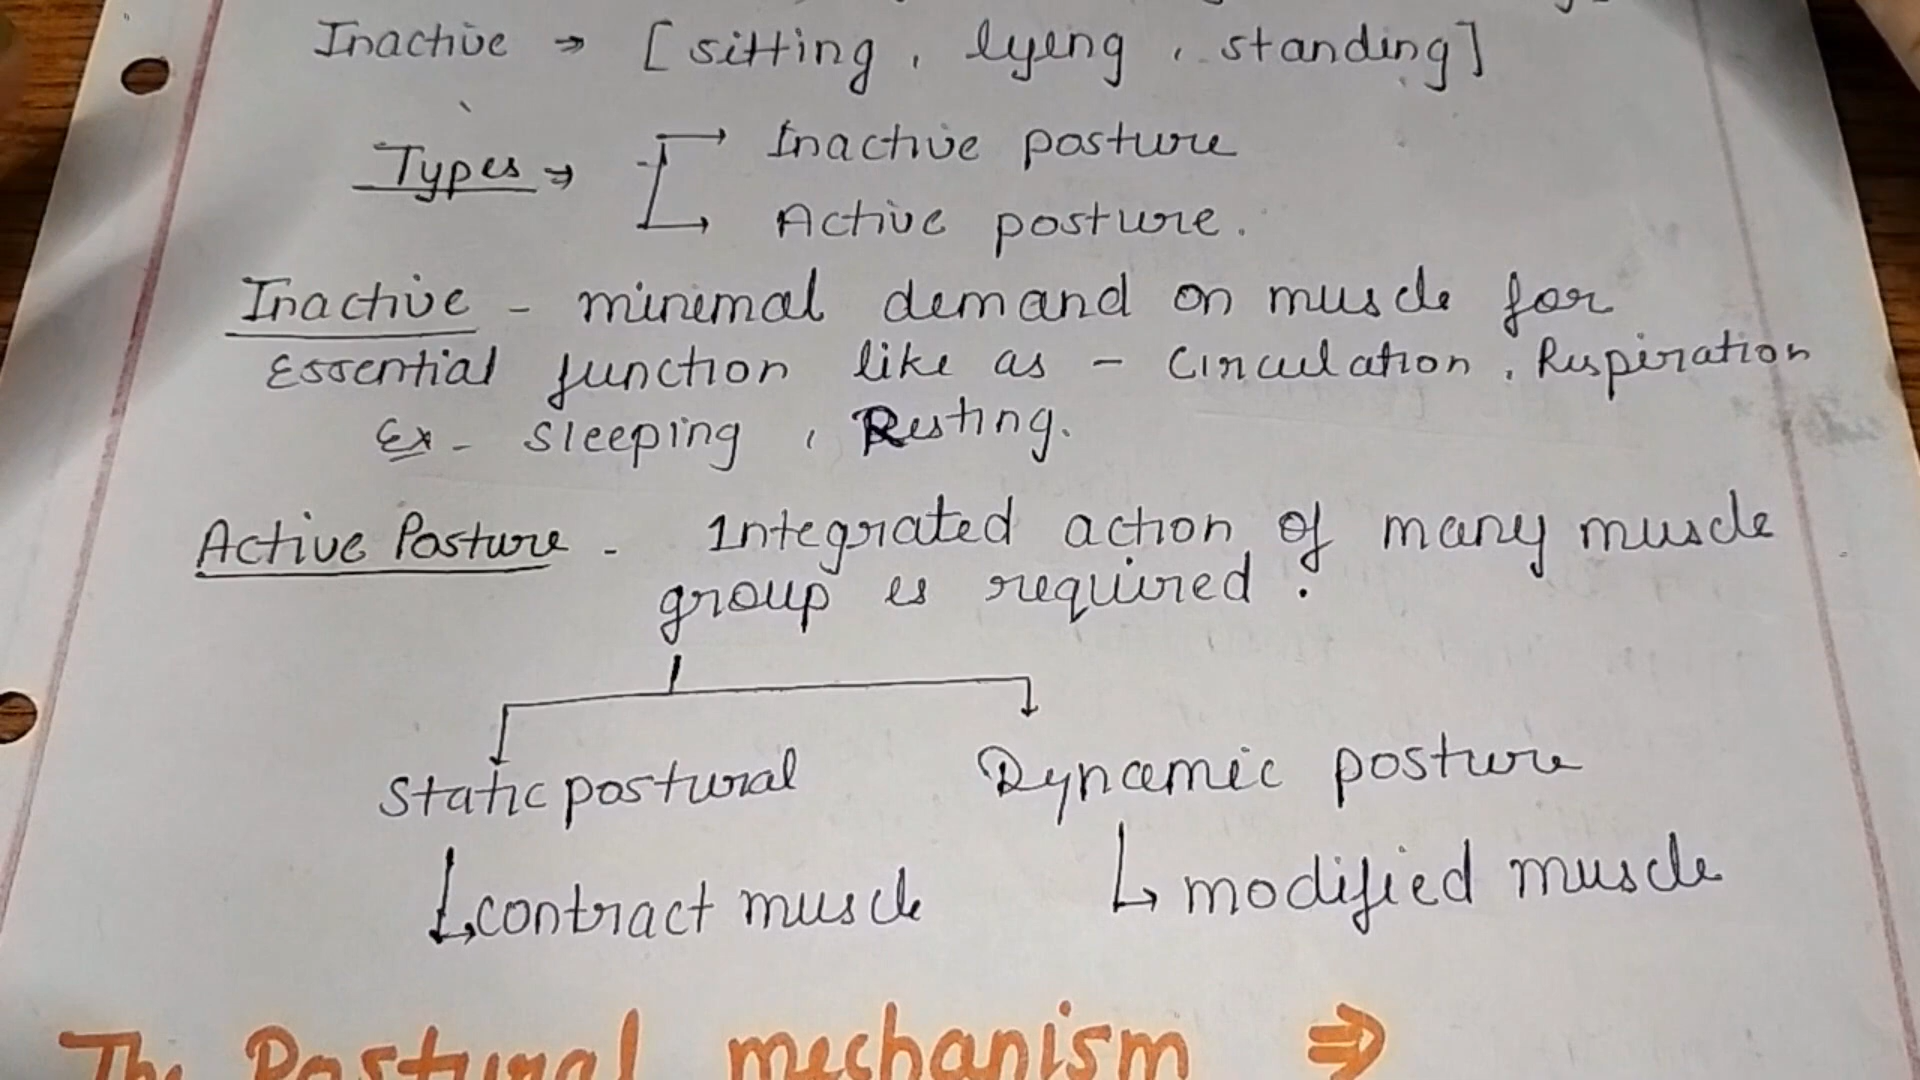 Inactive → [sitting, lyeng, standing]
Types ⇒ Inactive posture
Active posture.
Inactive - minemal demand on muscle for
Essential function like as - Circulation, Respiration
Ex - Sleeping, Resting.
Active Posture - Integrated action of many muscle
group es required.
Static postural Dynamic posture
contract muscle modified muscle
The Postural mechanism ⇒